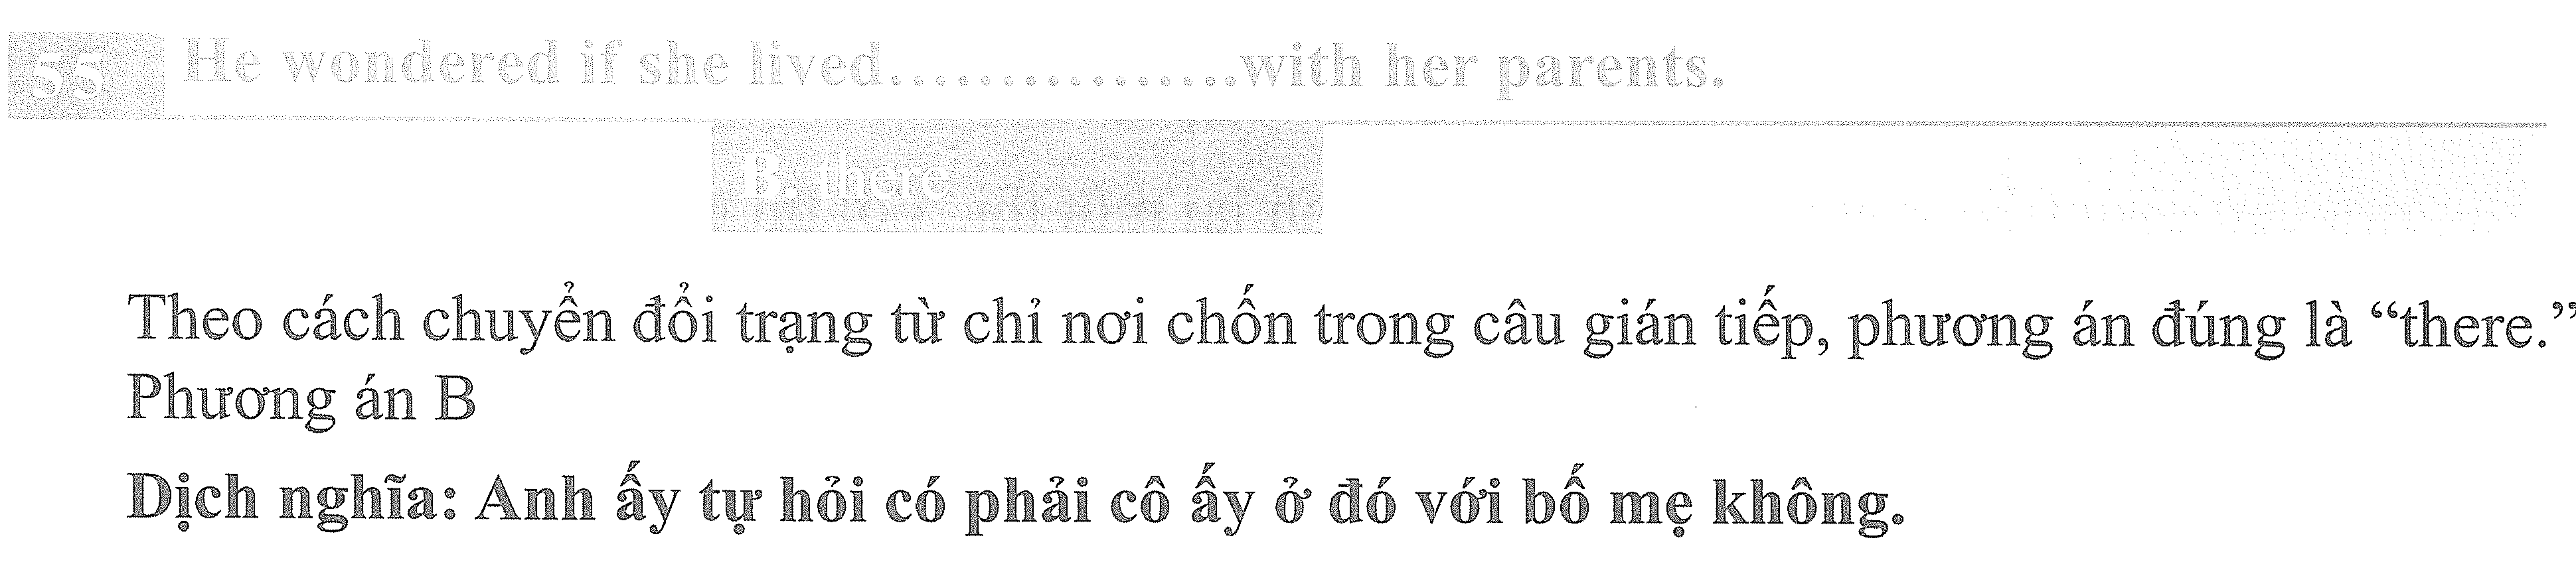 55 He wondered if she lived................with her parents.
B. there
Theo cách chuyển đổi trạng từ chỉ nơi chốn trong câu gián tiếp, phương án đúng là “there.”
Phương án B
Dịch nghĩa: Anh ấy tự hỏi có phải cô ấy ở đó với bố mẹ không.